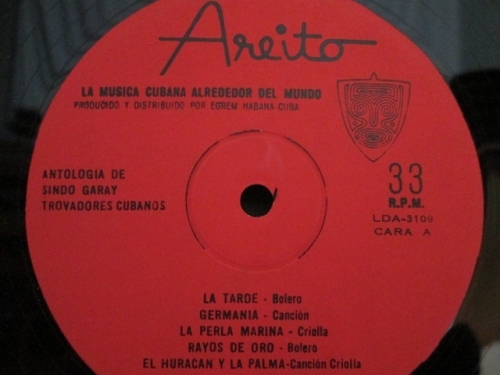 Areito
LA MUSICA CUBANA ALREDEDOR DEL MUNDO
PRODUCIDO Y DISTRIBUIDO POR EGREM HABANA-CUBA
ANTOLOGIA DE
SINDO GARAY
TROVADORES CUBANOS
33
R.P.M.
LDA-3109
CARA A
LA TARDE - Bolero
GERMANIA - Canción
LA PERLA MARINA - Criolla
RAYOS DE ORO - Bolero
EL HURACAN Y LA PALMA-Canción Criolla